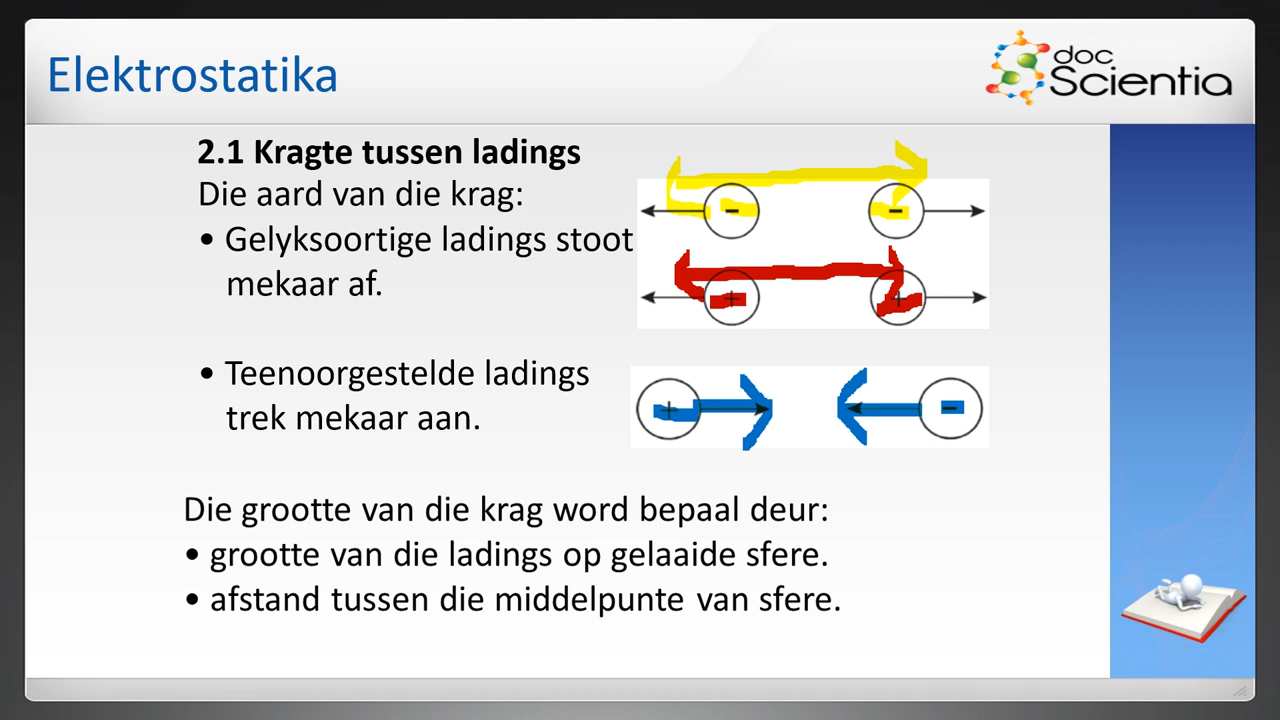 Elektrostatika
doc
Scientia
2.1 Kragte tussen ladings
Die aard van die krag:
• Gelyksoortige ladings stoot
mekaar af.
- -
+ +
• Teenoorgestelde ladings
trek mekaar aan.
+ -
Die grootte van die krag word bepaal deur:
• grootte van die ladings op gelaaide sfere.
• afstand tussen die middelpunte van sfere.